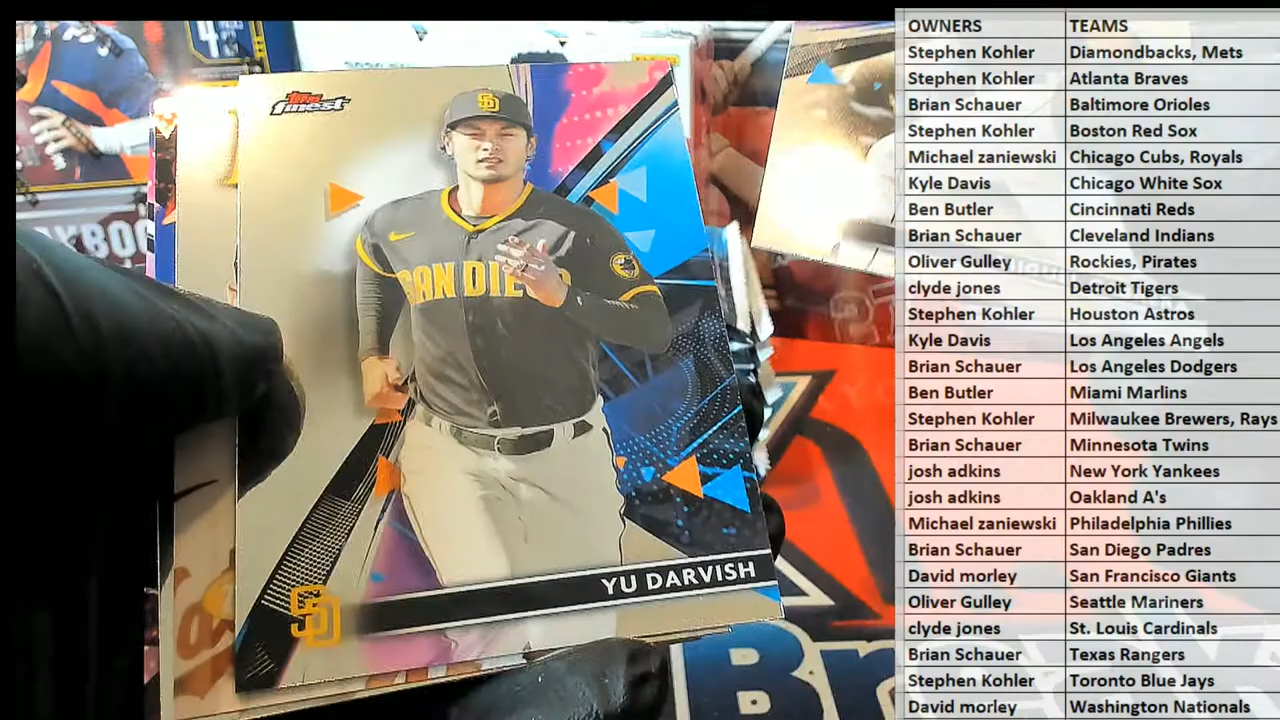 TOPPS
finest
SD
SAN DIE
YU DARVISH
SD
OWNERS TEAMS
Stephen Kohler Diamondbacks, Mets
Stephen Kohler Atlanta Braves
Brian Schauer Baltimore Orioles
Stephen Kohler Boston Red Sox
Michael zaniewski Chicago Cubs, Royals
Kyle Davis Chicago White Sox
Ben Butler Cincinnati Reds
Brian Schauer Cleveland Indians
Oliver Gulley Rockies, Pirates
clyde jones Detroit Tigers
Stephen Kohler Houston Astros
Kyle Davis Los Angeles Angels
Brian Schauer Los Angeles Dodgers
Ben Butler Miami Marlins
Stephen Kohler Milwaukee Brewers, Rays
Brian Schauer Minnesota Twins
josh adkins New York Yankees
josh adkins Oakland A's
Michael zaniewski Philadelphia Phillies
Brian Schauer San Diego Padres
David morley San Francisco Giants
Oliver Gulley Seattle Mariners
clyde jones St. Louis Cardinals
Brian Schauer Texas Rangers
Stephen Kohler Toronto Blue Jays
David morley Washington Nationals